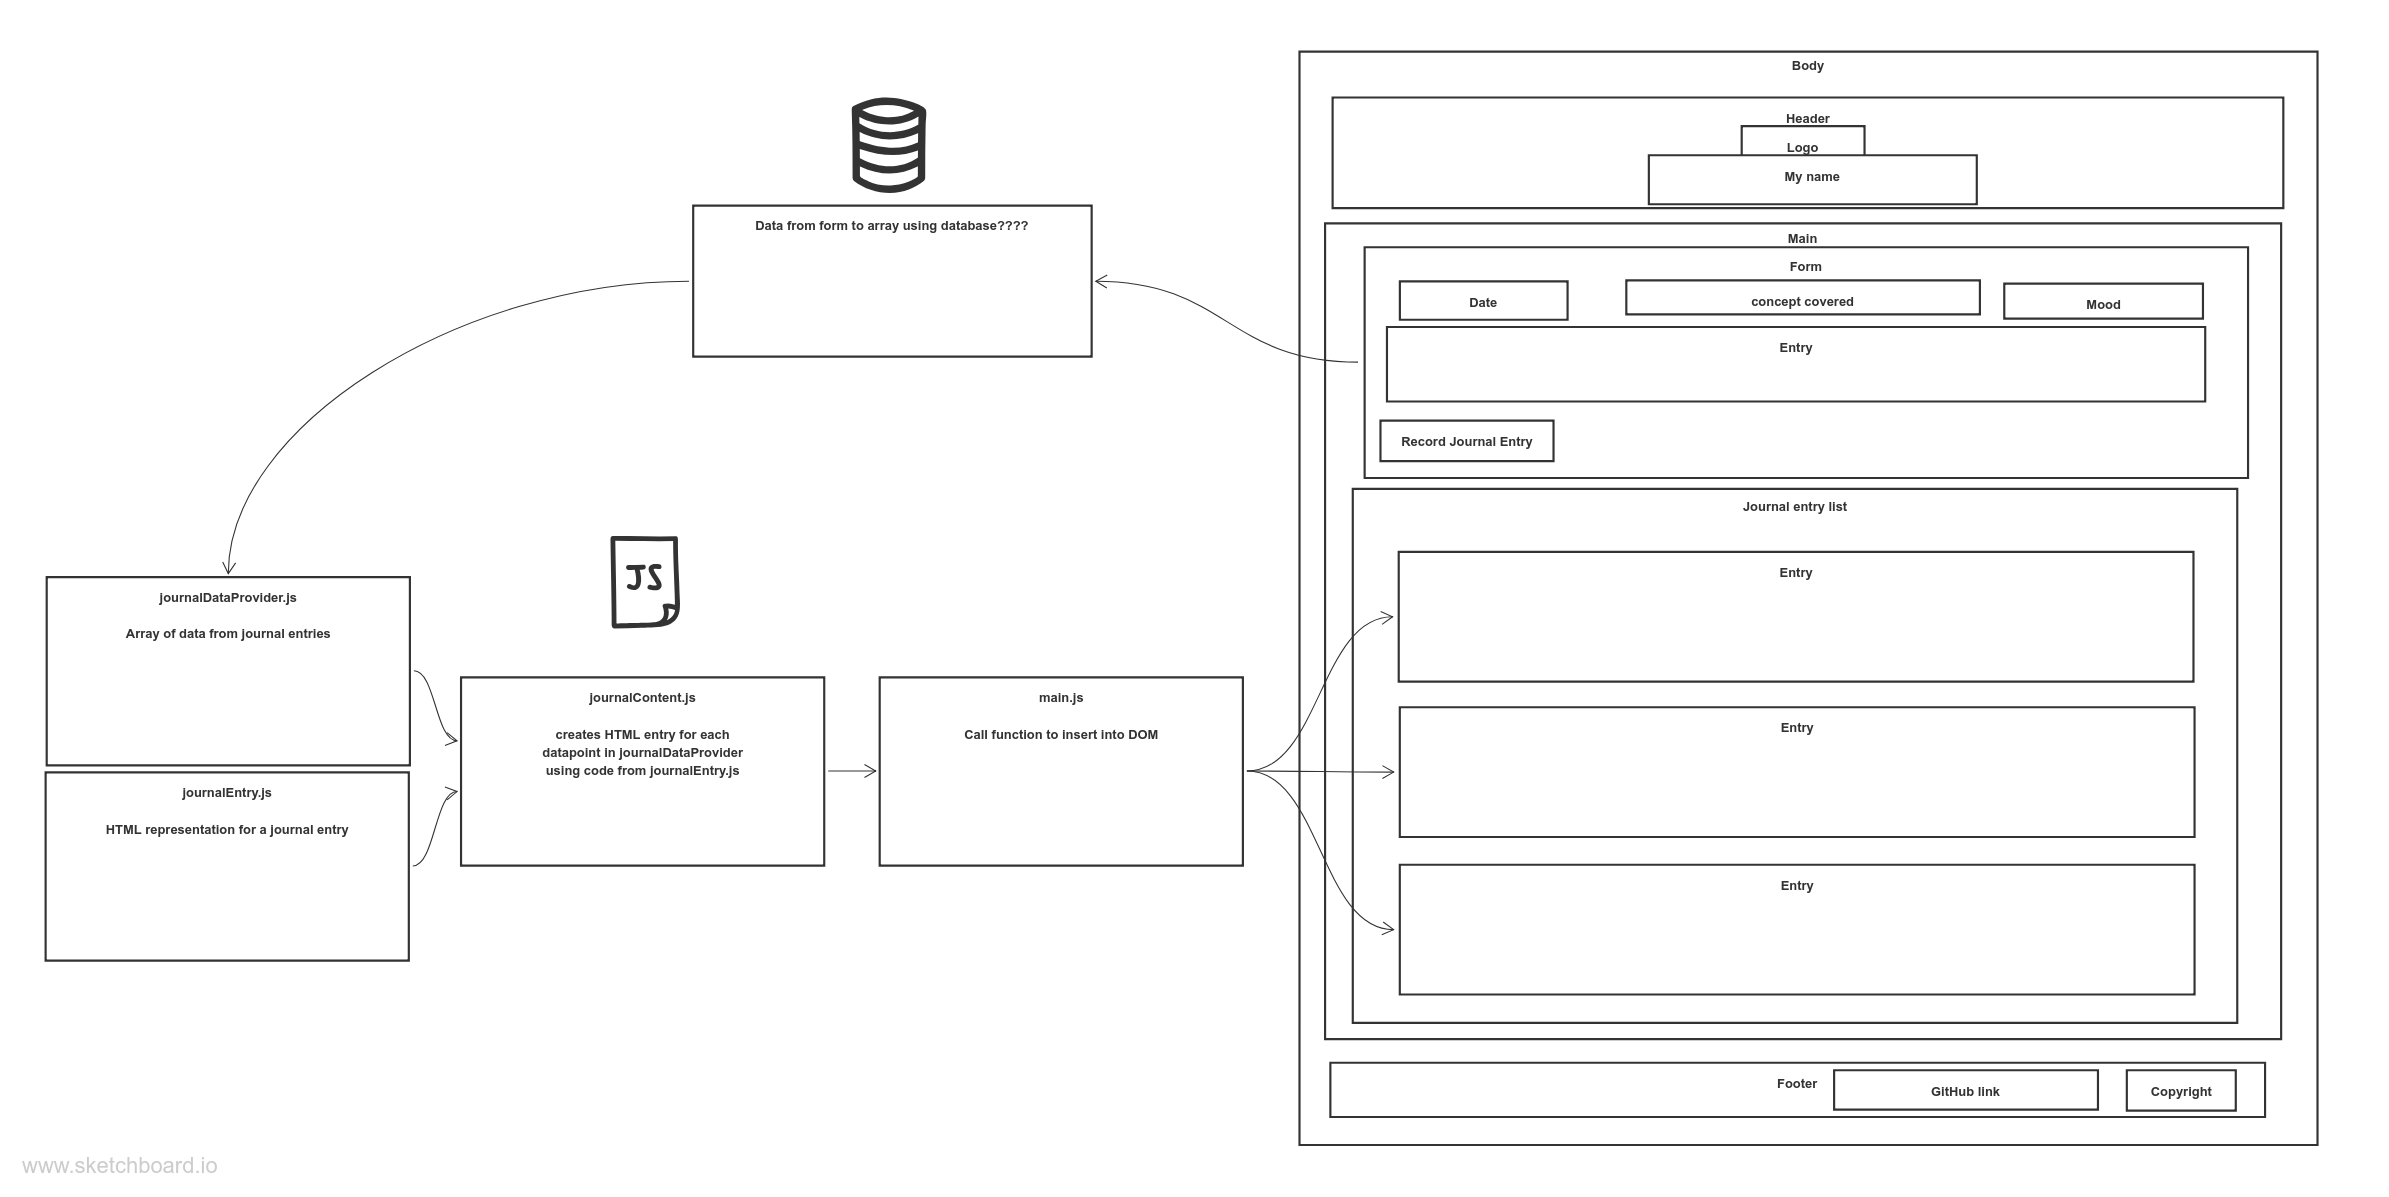 Body
Header
Logo
My name
Data from form to array using database????
Main
Form
Date
concept covered
Mood
Entry
Record Journal Entry
Journal entry list
Entry
Entry
Entry
JS
journalDataProvider.js
Array of data from journal entries
journalEntry.js
HTML representation for a journal entry
journalContent.js
creates HTML entry for each
datapoint in journalDataProvider
using code from journalEntry.js
main.js
Call function to insert into DOM
Footer
GitHub link
Copyright
www.sketchboard.io